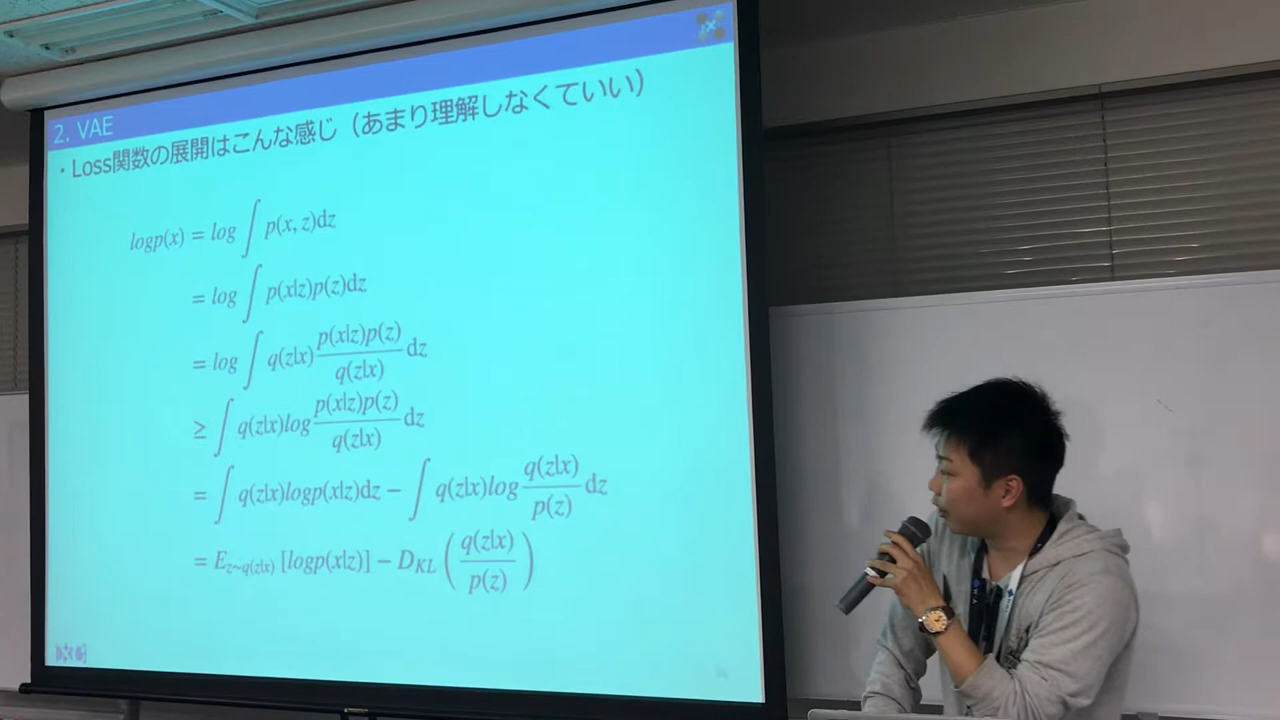 2. VAE
・Loss関数の展開はこんな感じ（あまり理解しなくていい）
logp(x) = log ∫ p(x, z)dz
= log ∫ p(x|z)p(z)dz
= log ∫ q(z|x) p(x|z)p(z) / q(z|x) dz
≥ ∫ q(z|x)log p(x|z)p(z) / q(z|x) dz
= ∫ q(z|x)logp(x|z)dz − ∫ q(z|x)log q(z|x) / p(z) dz
= E_{z~q(z|x)} [logp(x|z)] − D_{KL} ( q(z|x) / p(z) )